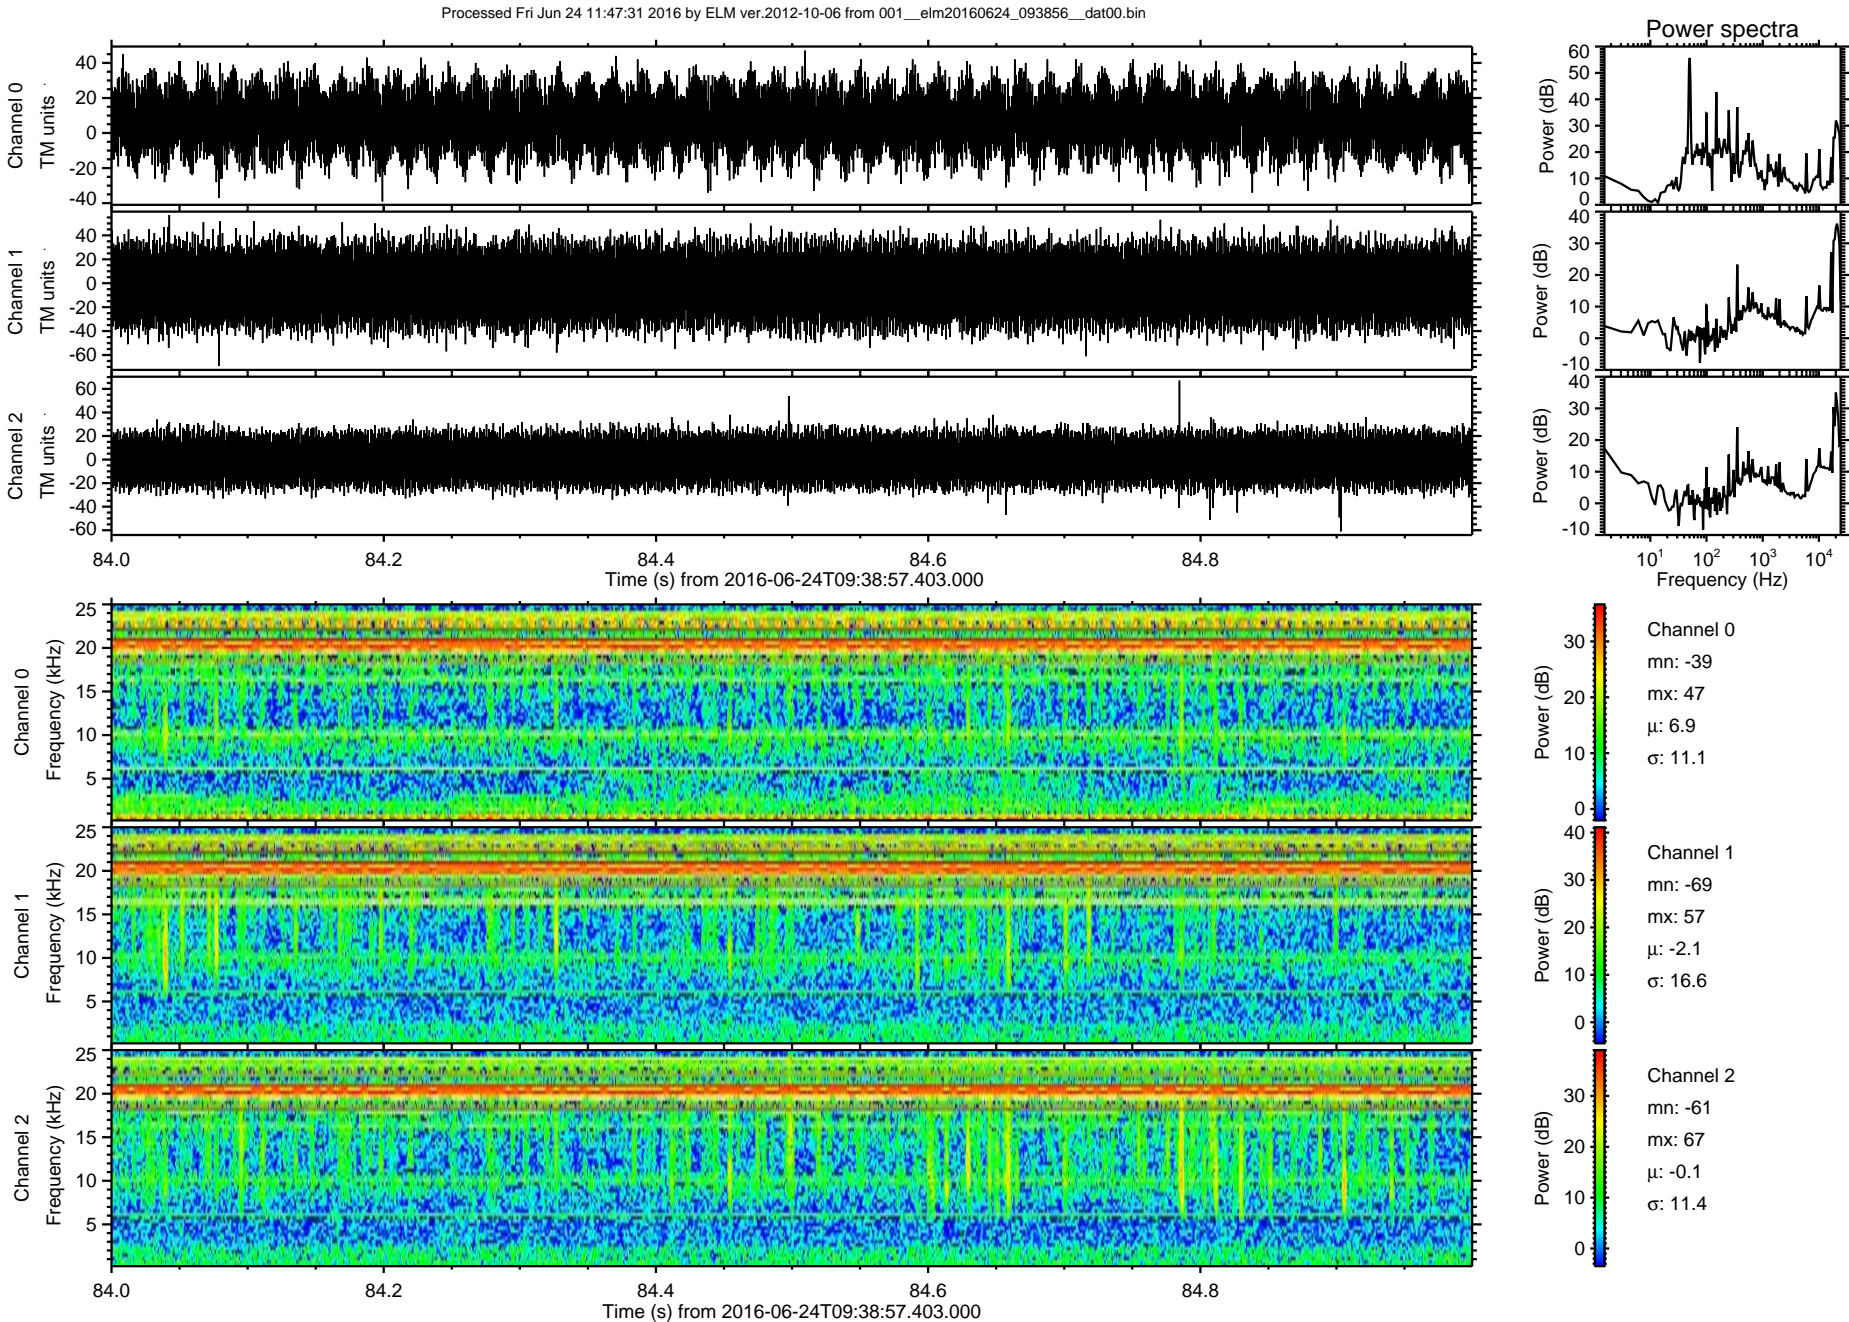 Processed Fri Jun 24 11:47:31 2016 by ELM ver.2012-10-06 from 001__elm20160624_093856__dat00.bin
Power spectra
Channel 0
TM units
40
20
0
-20
-40
Power (dB)
60
50
40
30
20
10
0
Channel 1
TM units
40
20
0
-20
-40
-60
Power (dB)
40
30
20
10
0
-10
Channel 2
TM units
60
40
20
0
-20
-40
-60
Power (dB)
40
30
20
10
0
-10
84.0 84.2 84.4 84.6 84.8
Time (s) from 2016-06-24T09:38:57.403.000
10¹ 10² 10³ 10⁴
Frequency (Hz)
Channel 0
Frequency (kHz)
25
20
15
10
5
Power (dB)
30
20
10
0
Channel 0
mn: -39
mx: 47
μ: 6.9
σ: 11.1
Channel 1
Frequency (kHz)
25
20
15
10
5
Power (dB)
40
30
20
10
0
Channel 1
mn: -69
mx: 57
μ: -2.1
σ: 16.6
Channel 2
Frequency (kHz)
25
20
15
10
5
Power (dB)
30
20
10
0
Channel 2
mn: -61
mx: 67
μ: -0.1
σ: 11.4
84.0 84.2 84.4 84.6 84.8
Time (s) from 2016-06-24T09:38:57.403.000